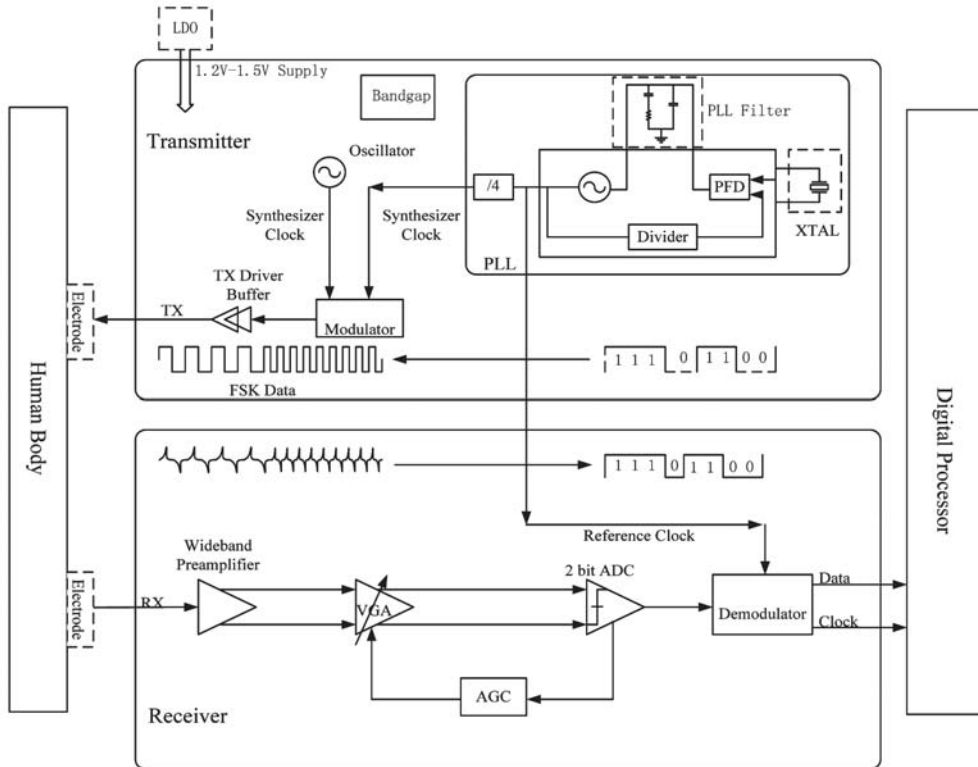 LDO
1.2V-1.5V Supply
Bandgap
PLL Filter
Transmitter
Oscillator
/4
PFD
XTAL
Synthesizer
Clock
Synthesizer
Clock
Divider
PLL
TX Driver
Buffer
TX
Modulator
Electrode
FSK Data
1 1 1 0 1 1 0 0
Human Body
Digital Processor
1 1 1 0 1 1 0 0
Reference Clock
Wideband
Preamplifier
2 bit ADC
Electrode
RX
VGA
Demodulator
Data
Clock
AGC
Receiver